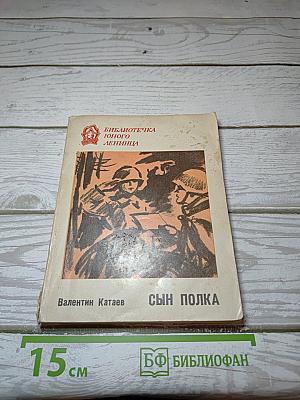 БИБЛИОТЕЧКА
ЮНОГО
ЛЕНИНЦА
Валентин Катаев СЫН ПОЛКА
15 см БФ БИБЛИОФАН